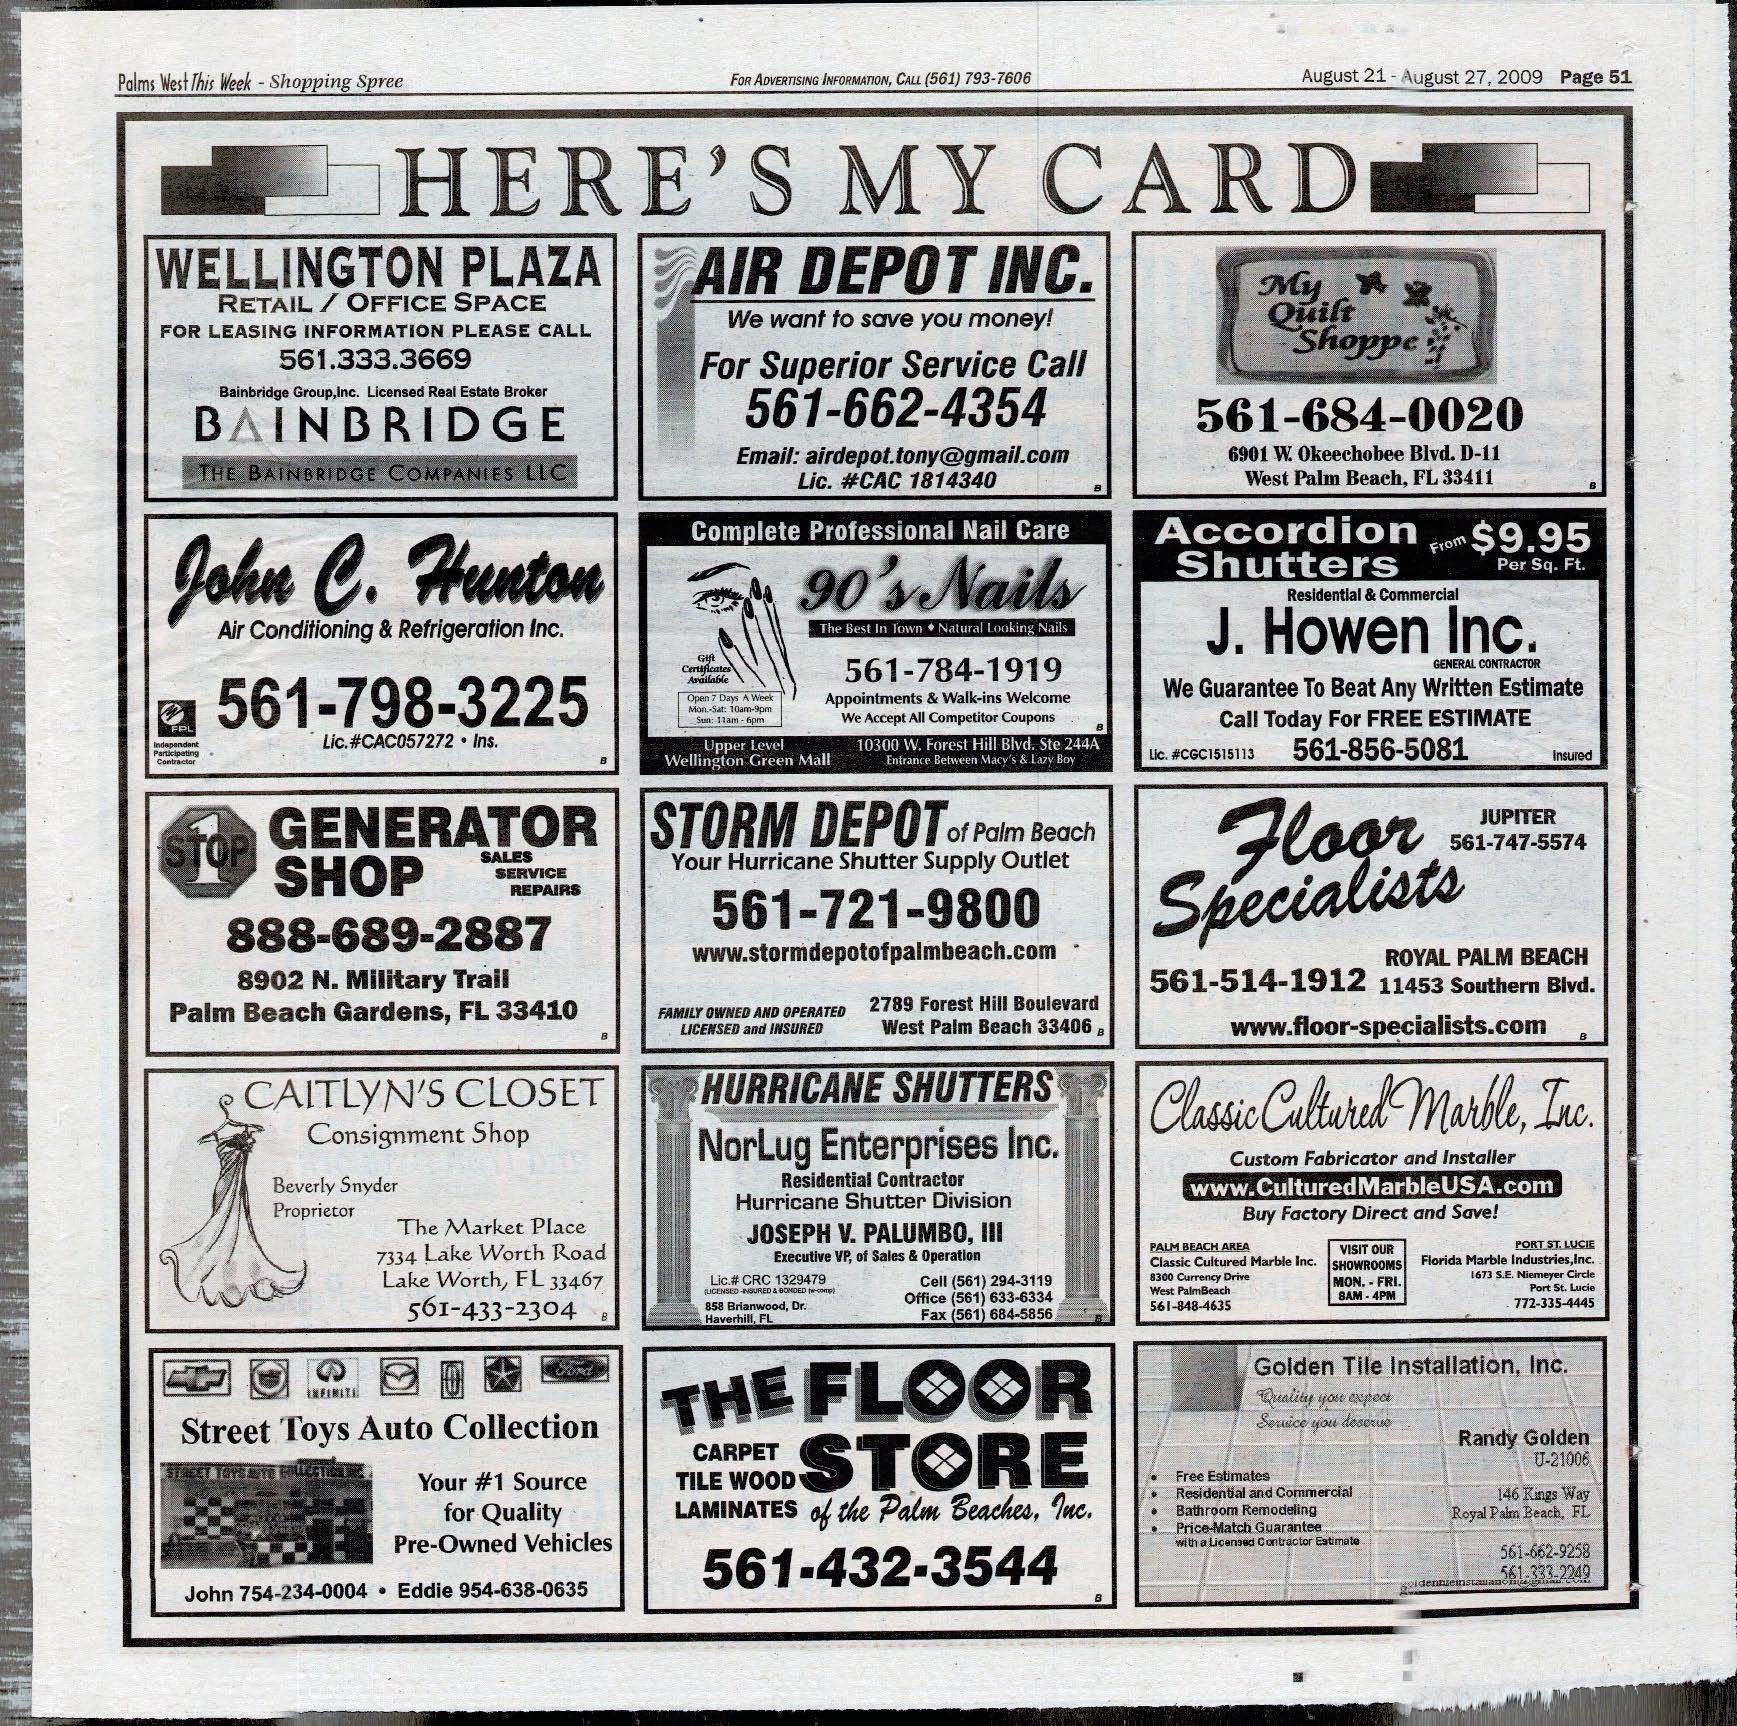 Palms West This Week - Shopping Spree
FOR ADVERTISING INFORMATION, CALL (561) 793-7606
August 21 - August 27, 2009 Page 51
HERE'S MY CARD
WELLINGTON PLAZA
RETAIL / OFFICE SPACE
FOR LEASING INFORMATION PLEASE CALL
561.333.3669
Bainbridge Group,Inc. Licensed Real Estate Broker
BAINBRIDGE
THE BAINBRIDGE COMPANIES LLC
AIR DEPOT INC.
We want to save you money!
For Superior Service Call
561-662-4354
Email: airdepot.tony@gmail.com
Lic. #CAC 1814340
B
My
Quilt
Shoppe
561-684-0020
6901 W. Okeechobee Blvd. D-11
West Palm Beach, FL 33411
B
John C. Hunton
Air Conditioning & Refrigeration Inc.
561-798-3225
FPL
Independent
Participating
Contractor
Lic.#CAC057272 • Ins.
B
Complete Professional Nail Care
90's Nails
The Best In Town ♦ Natural Looking Nails
Gift
Certificates
Available
561-784-1919
Open 7 Days A Week
Mon.-Sat: 10am-9pm
Sun: 11am - 6pm
Appointments & Walk-ins Welcome
We Accept All Competitor Coupons
B
Upper Level
Wellington Green Mall
10300 W. Forest Hill Blvd. Ste 244A
Entrance Between Macy's & Lazy Boy
Accordion
Shutters
From $9.95
Per Sq. Ft.
Residential & Commercial
J. Howen Inc.
GENERAL CONTRACTOR
We Guarantee To Beat Any Written Estimate
Call Today For FREE ESTIMATE
Lic. #CGC1515113 561-856-5081 Insured
1 STOP
GENERATOR
SHOP
SALES
SERVICE
REPAIRS
888-689-2887
8902 N. Military Trail
Palm Beach Gardens, FL 33410
B
STORM DEPOT of Palm Beach
Your Hurricane Shutter Supply Outlet
561-721-9800
www.stormdepotofpalmbeach.com
FAMILY OWNED AND OPERATED
LICENSED and INSURED
2789 Forest Hill Boulevard
West Palm Beach 33406
B
Floor
Specialists
JUPITER
561-747-5574
ROYAL PALM BEACH
561-514-1912 11453 Southern Blvd.
www.floor-specialists.com
B
CAITLYN'S CLOSET
Consignment Shop
Beverly Snyder
Proprietor
The Market Place
7334 Lake Worth Road
Lake Worth, FL 33467
561-433-2304
B
HURRICANE SHUTTERS
NorLug Enterprises Inc.
Residential Contractor
Hurricane Shutter Division
JOSEPH V. PALUMBO, III
Executive VP, of Sales & Operation
Lic.# CRC 1329479
(LICENSED -INSURED & BONDED (w-comp)
858 Brianwood, Dr.
Haverhill, FL
Cell (561) 294-3119
Office (561) 633-6334
Fax (561) 684-5856
B
Classic Cultured Marble, Inc.
Custom Fabricator and Installer
www.CulturedMarbleUSA.com
Buy Factory Direct and Save!
PALM BEACH AREA
Classic Cultured Marble Inc.
8300 Currency Drive
West PalmBeach
561-848-4635
VISIT OUR
SHOWROOMS
MON. - FRI.
8AM - 4PM
PORT ST. LUCIE
Florida Marble Industries,Inc.
1673 S.E. Niemeyer Circle
Port St. Lucie
772-335-4445
INFINITI
Ford
Street Toys Auto Collection
STREET TOYS AUTO COLLECTION INC
Your #1 Source
for Quality
Pre-Owned Vehicles
John 754-234-0004 • Eddie 954-638-0635
THE FLOOR
STORE
CARPET
TILE WOOD
LAMINATES
of the Palm Beaches, Inc.
561-432-3544
B
Golden Tile Installation, Inc.
Quality you expect
Service you deserve
Randy Golden
U-21006
• Free Estimates
• Residential and Commercial
• Bathroom Remodeling
• Price-Match Guarantee
with a Licensed Contractor Estimate
146 Kings Way
Royal Palm Beach, FL
561-662-9258
561-333-2249